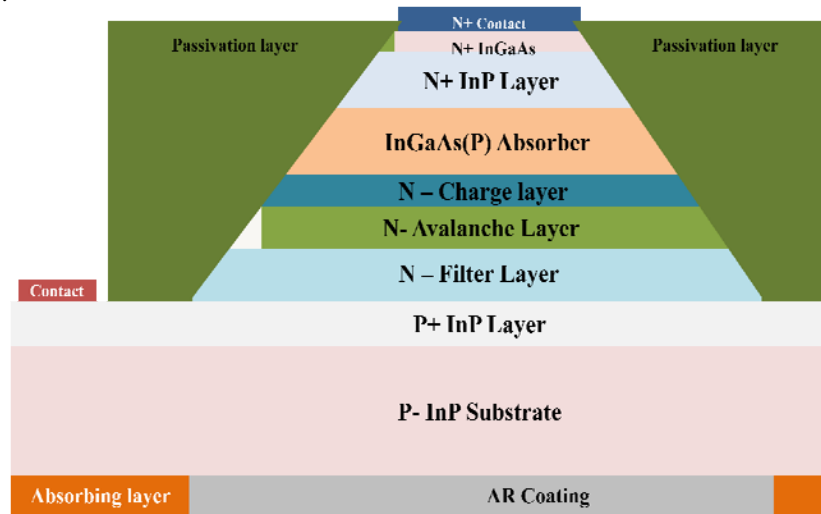 N+ Contact
Passivation layer
N+ InGaAs
Passivation layer
N+ InP Layer
InGaAs(P) Absorber
N – Charge layer
N- Avalanche Layer
N – Filter Layer
Contact
P+ InP Layer
P- InP Substrate
Absorbing layer
AR Coating